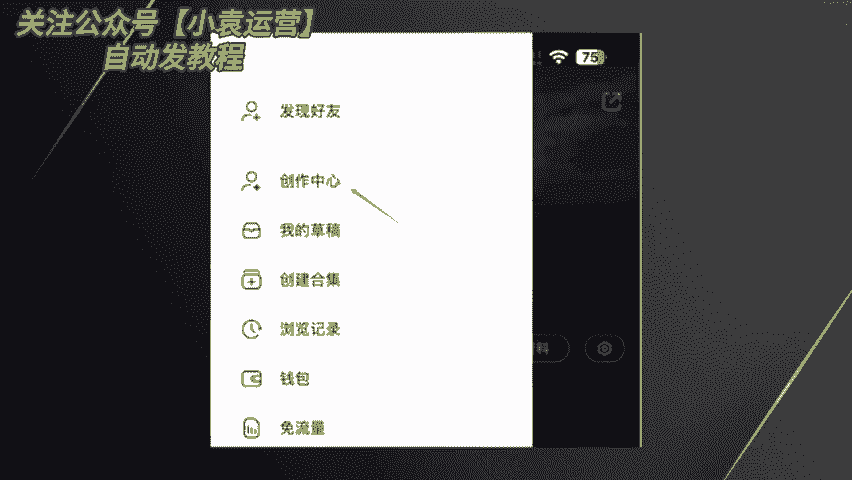 关注公众号【小袁运营】
自动发教程
75
发现好友
创作中心
我的草稿
创建合集
浏览记录
料
钱包
免流量